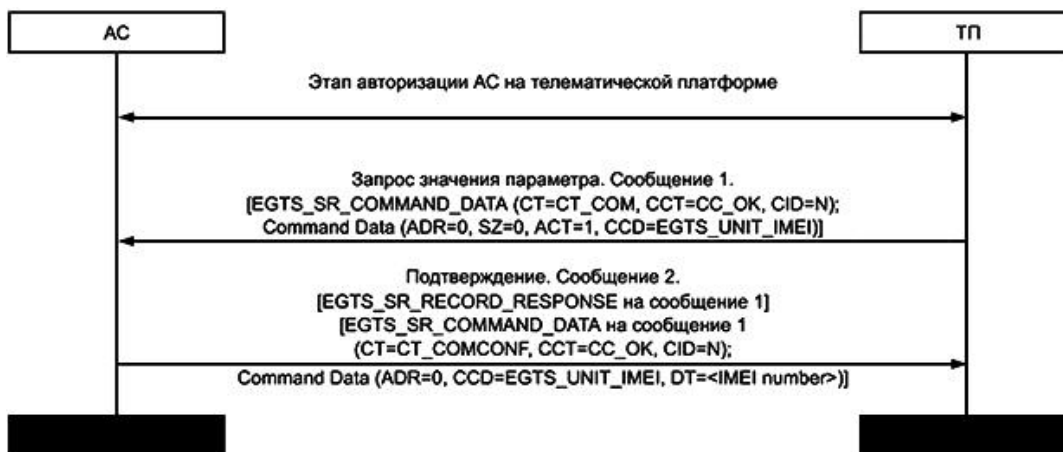 АС
ТП
Этап авторизации АС на телематической платформе
Запрос значения параметра. Сообщение 1.
[EGTS_SR_COMMAND_DATA (CT=CT_COM, CCT=CC_OK, CID=N);
Command Data (ADR=0, SZ=0, ACT=1, CCD=EGTS_UNIT_IMEI)]
Подтверждение. Сообщение 2.
[EGTS_SR_RECORD_RESPONSE на сообщение 1]
[EGTS_SR_COMMAND_DATA на сообщение 1
(CT=CT_COMCONF, CCT=CC_OK, CID=N);
Command Data (ADR=0, CCD=EGTS_UNIT_IMEI, DT=<IMEI number>)]